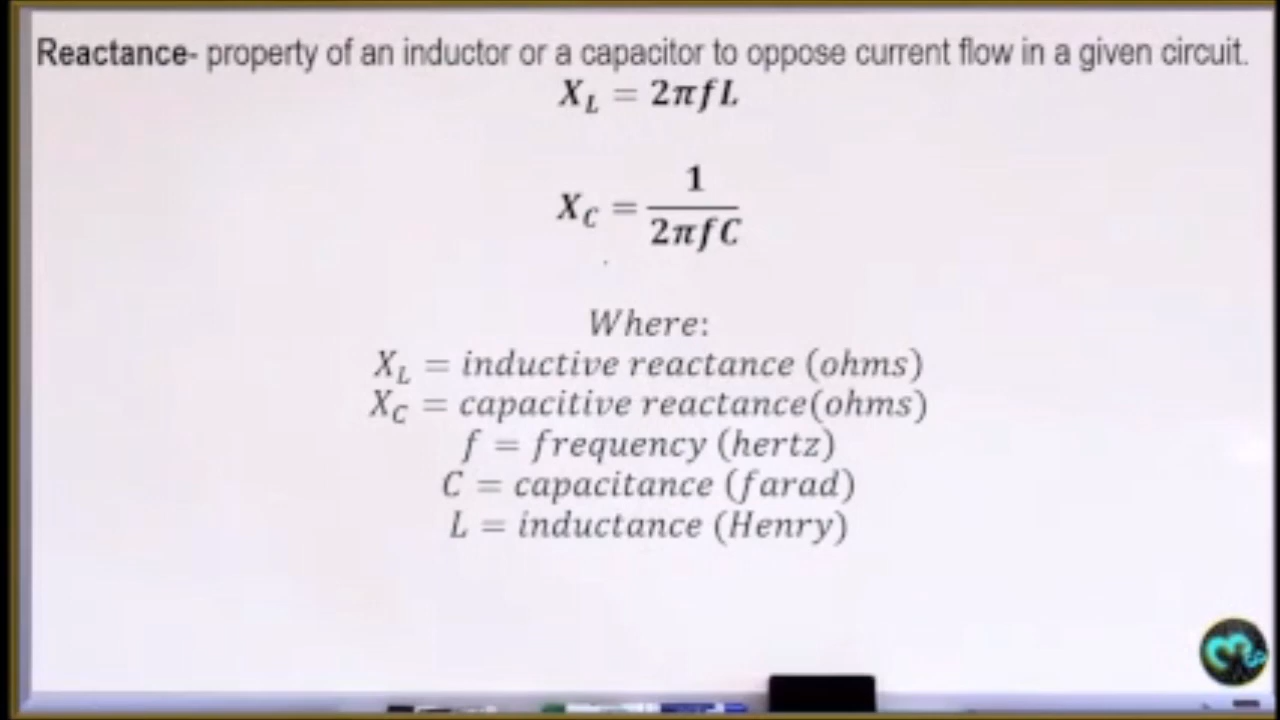 Reactance- property of an inductor or a capacitor to oppose current flow in a given circuit.
X_L = 2πfL
X_C = 1/2πfC
Where:
X_L = inductive reactance (ohms)
X_C = capacitive reactance(ohms)
f = frequency (hertz)
C = capacitance (farad)
L = inductance (Henry)